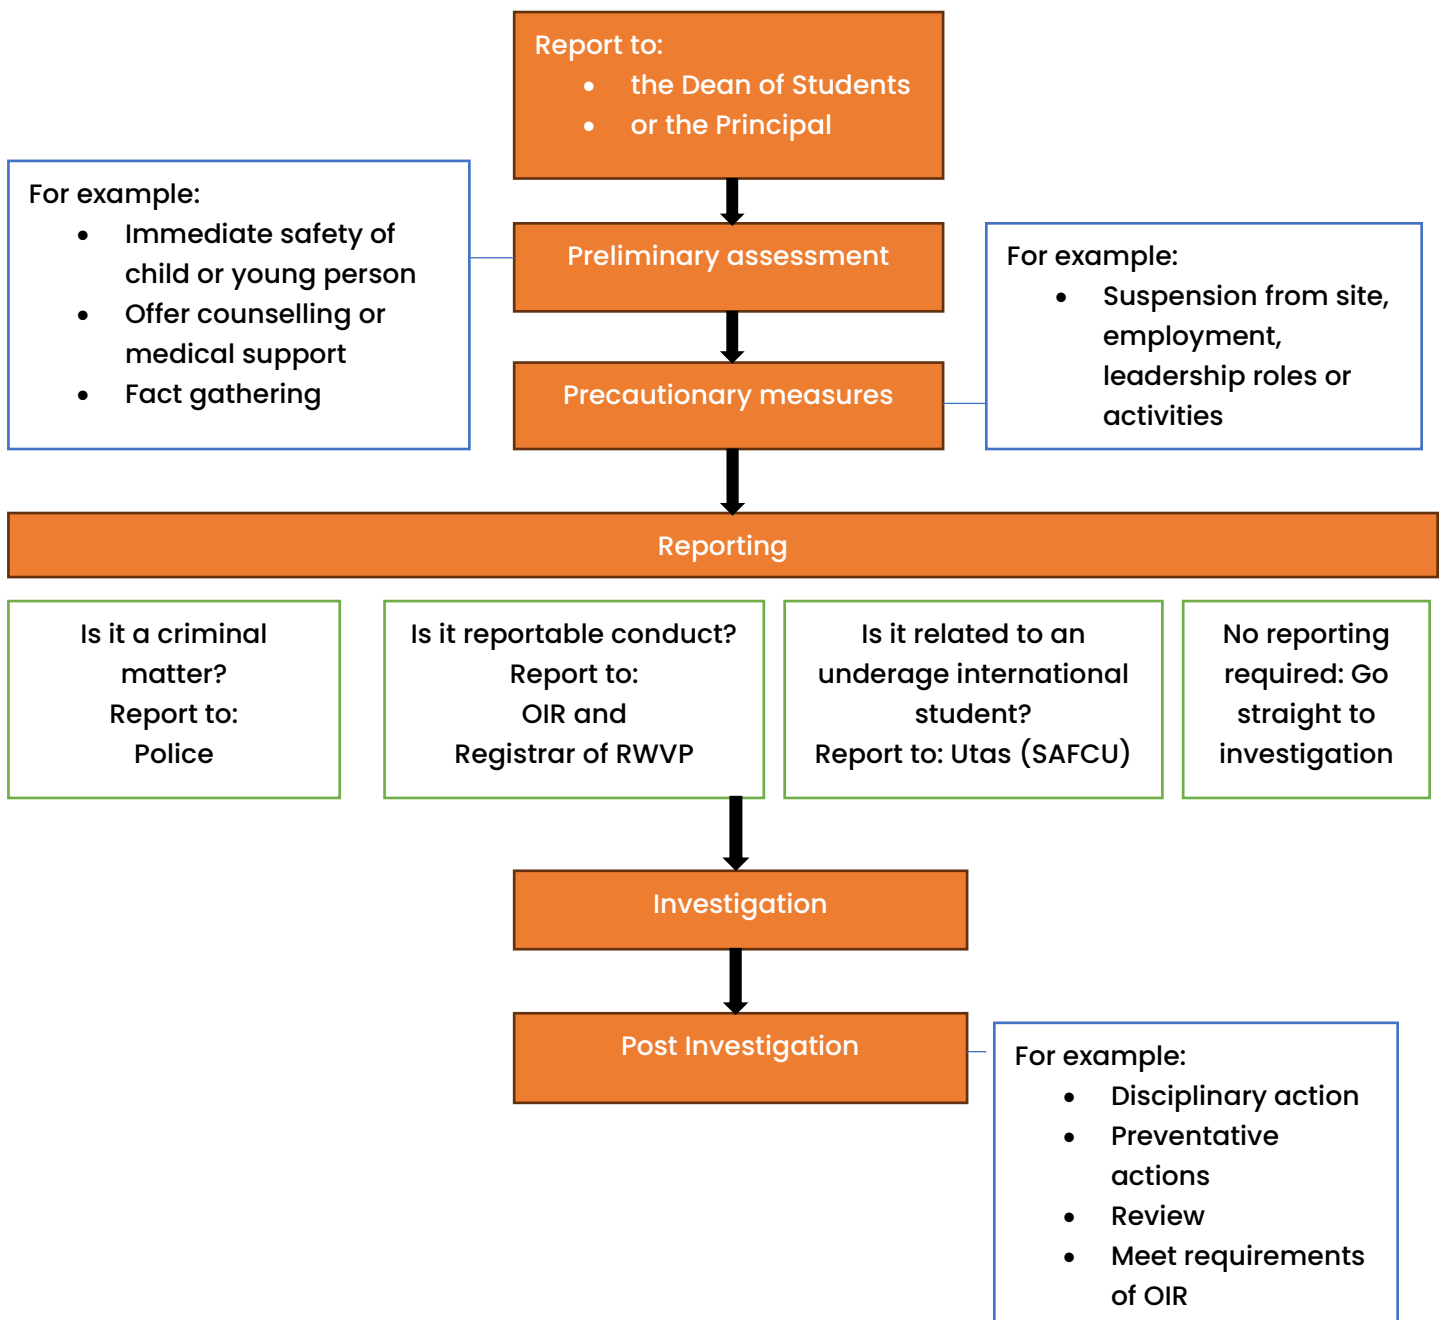 Report to:
• the Dean of Students
• or the Principal
For example:
• Immediate safety of
child or young person
• Offer counselling or
medical support
• Fact gathering
Preliminary assessment
For example:
• Suspension from site,
employment,
leadership roles or
activities
Precautionary measures
Reporting
Is it a criminal
matter?
Report to:
Police
Is it reportable conduct?
Report to:
OIR and
Registrar of RWVP
Is it related to an
underage international
student?
Report to: Utas (SAFCU)
No reporting
required: Go
straight to
investigation
Investigation
Post Investigation
For example:
• Disciplinary action
• Preventative
actions
• Review
• Meet requirements
of OIR